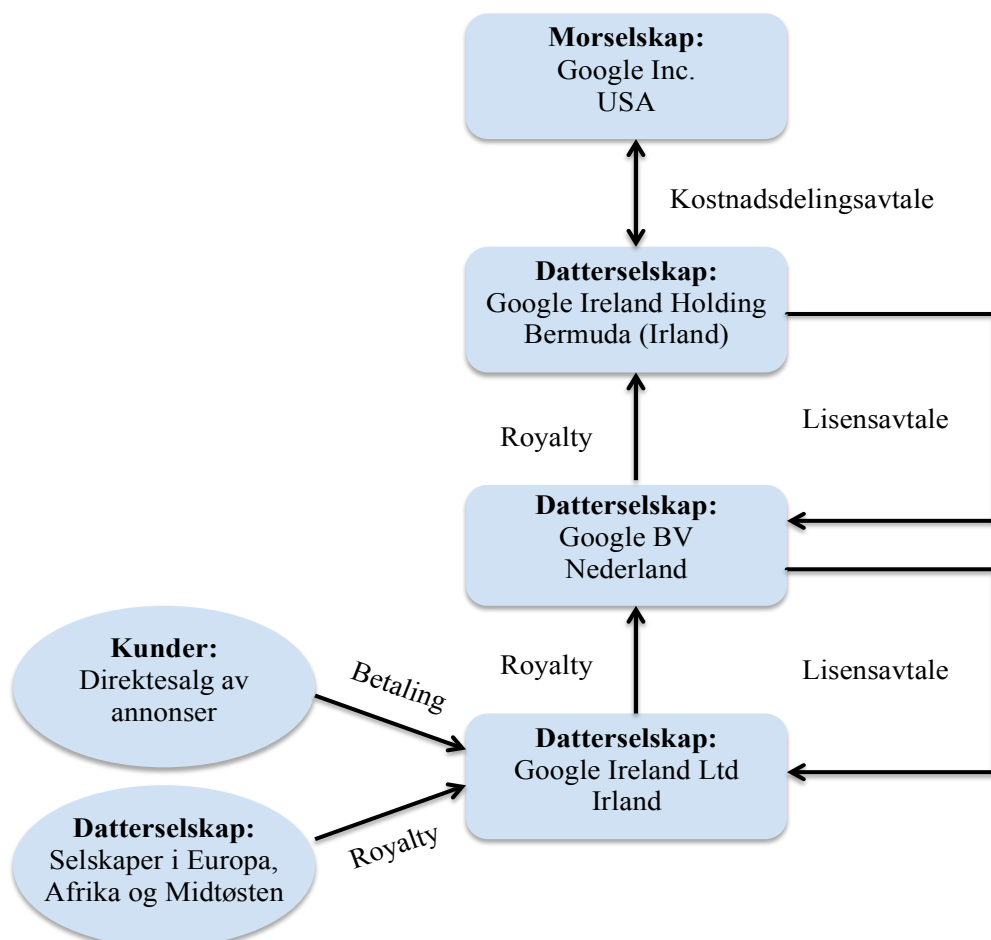 Morselskap:
Google Inc.
USA
Kostnadsdelingsavtale
Datterselskap:
Google Ireland Holding
Bermuda (Irland)
Royalty
Lisensavtale
Datterselskap:
Google BV
Nederland
Kunder:
Direktesalg av
annonser
Betaling
Royalty
Lisensavtale
Datterselskap:
Google Ireland Ltd
Irland
Datterselskap:
Selskaper i Europa,
Afrika og Midtøsten
Royalty